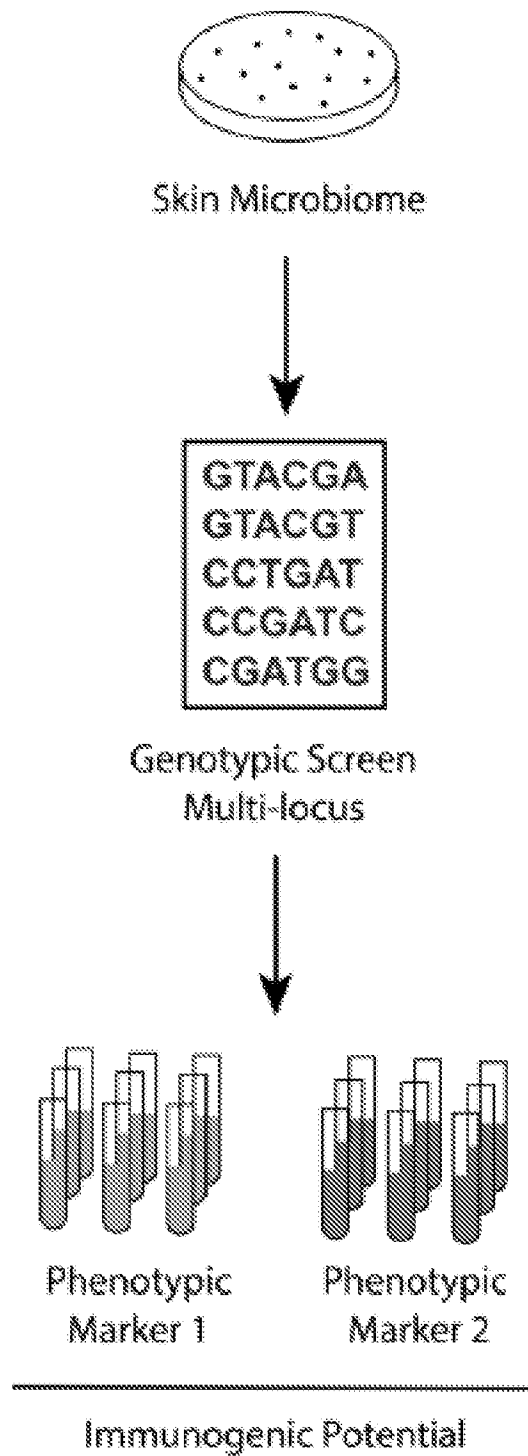 Skin Microbiome
GTACGA
GTACGT
CCTGAT
CCGATC
CGATGG
Genotypic Screen
Multi-locus
Phenotypic
Marker 1
Phenotypic
Marker 2
Immunogenic Potential